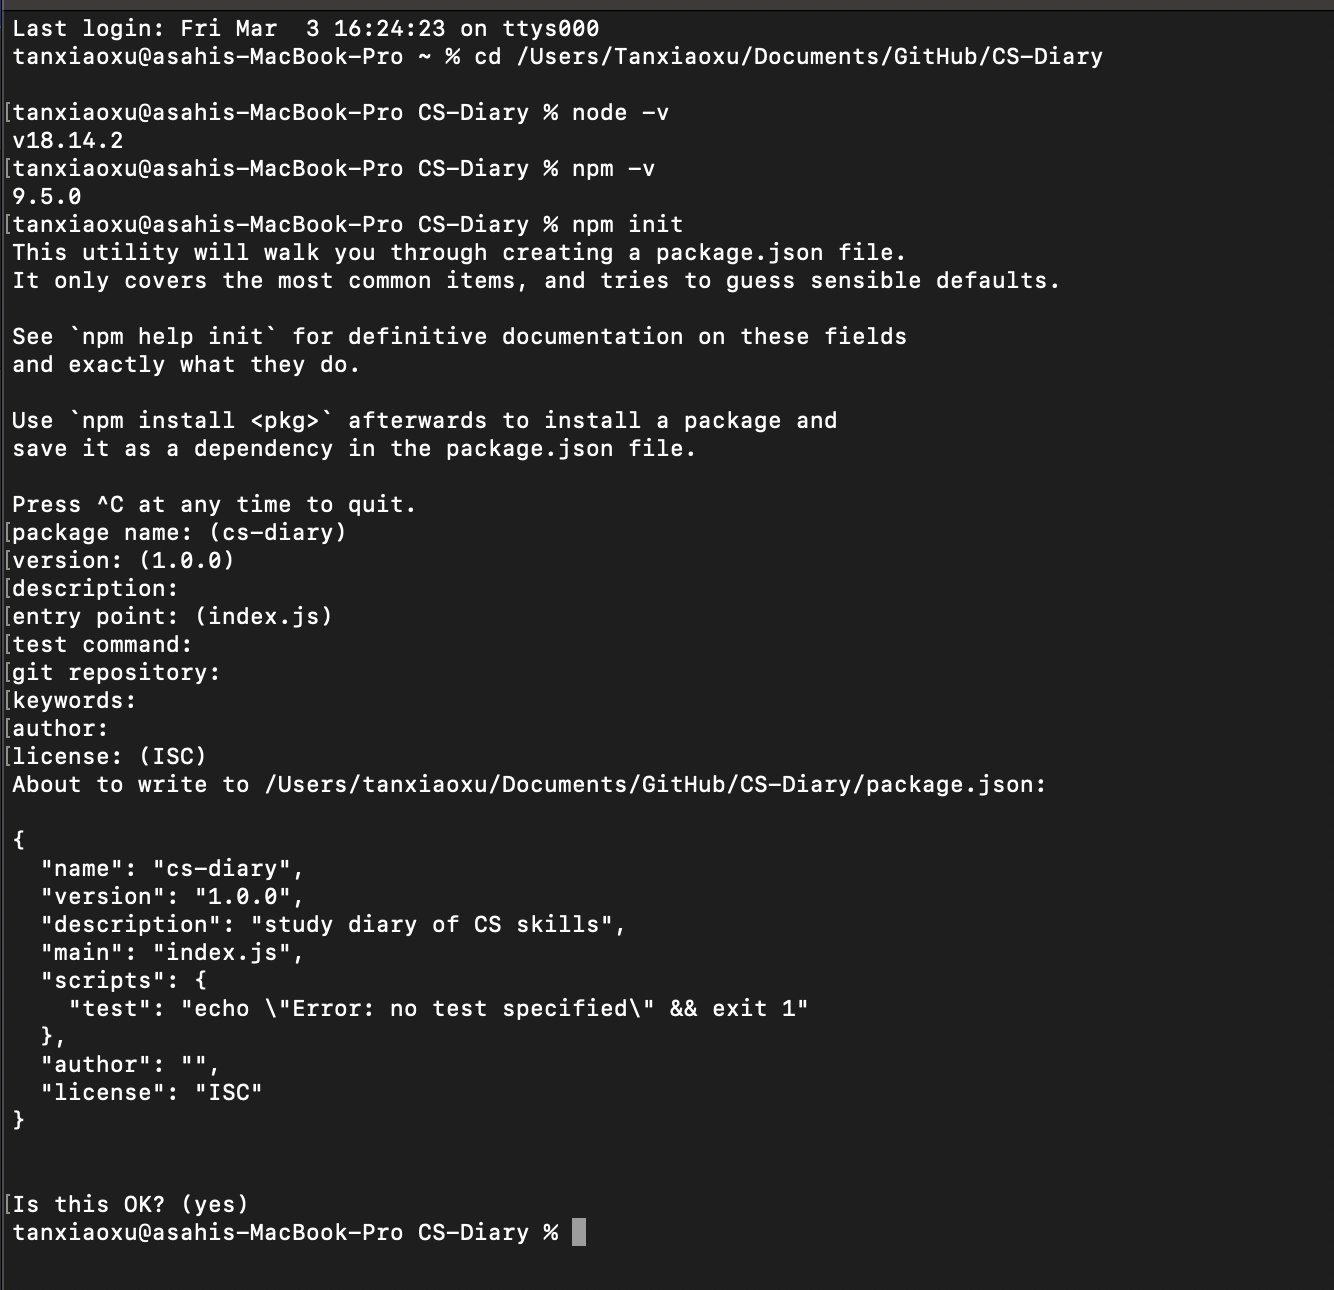 Last login: Fri Mar  3 16:24:23 on ttys000
tanxiaoxu@asahis-MacBook-Pro ~ % cd /Users/Tanxiaoxu/Documents/GitHub/CS-Diary
[tanxiaoxu@asahis-MacBook-Pro CS-Diary % node -v
v18.14.2
[tanxiaoxu@asahis-MacBook-Pro CS-Diary % npm -v
9.5.0
[tanxiaoxu@asahis-MacBook-Pro CS-Diary % npm init
This utility will walk you through creating a package.json file.
It only covers the most common items, and tries to guess sensible defaults.
See `npm help init` for definitive documentation on these fields
and exactly what they do.
Use `npm install <pkg>` afterwards to install a package and
save it as a dependency in the package.json file.
Press ^C at any time to quit.
[package name: (cs-diary)
[version: (1.0.0)
[description:
[entry point: (index.js)
[test command:
[git repository:
[keywords:
[author:
[license: (ISC)
About to write to /Users/tanxiaoxu/Documents/GitHub/CS-Diary/package.json:
{
  "name": "cs-diary",
  "version": "1.0.0",
  "description": "study diary of CS skills",
  "main": "index.js",
  "scripts": {
    "test": "echo \"Error: no test specified\" && exit 1"
  },
  "author": "",
  "license": "ISC"
}
[Is this OK? (yes)
tanxiaoxu@asahis-MacBook-Pro CS-Diary %